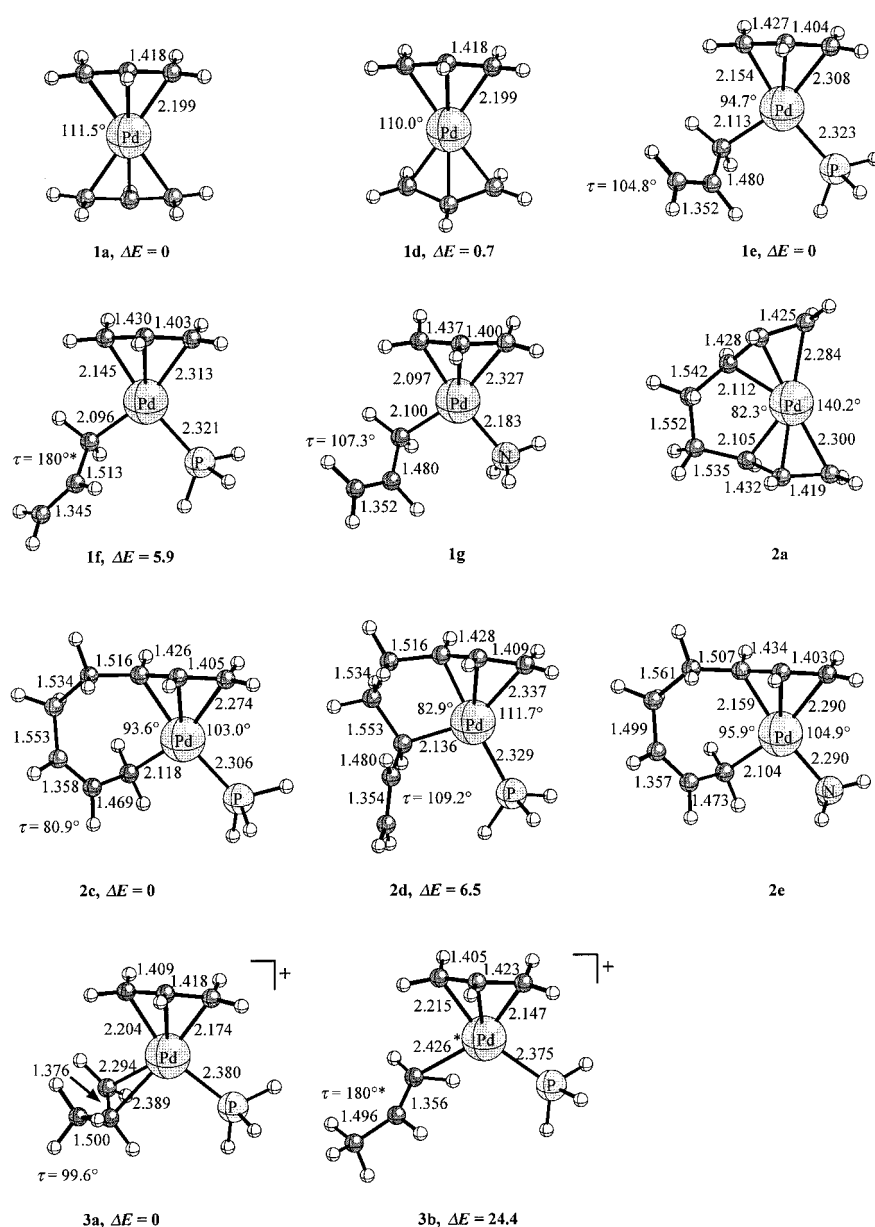 1.418
2.199
111.5°
Pd
1a, ΔE = 0
1.418
2.199
110.0°
Pd
1d, ΔE = 0.7
1.427
1.404
2.154
2.308
94.7°
Pd
2.113
2.323
P
τ = 104.8°
1.480
1.352
1e, ΔE = 0
1.430
1.403
2.145
2.313
Pd
2.096
2.321
P
τ = 180°*
1.513
1.345
1f, ΔE = 5.9
1.437
1.400
2.097
2.327
Pd
2.100
2.183
N
τ = 107.3°
1.480
1.352
1g
1.425
1.428
2.284
1.542
2.112
Pd
82.3°
140.2°
1.552
2.105
2.300
1.535
1.432
1.419
2a
1.426
1.516
1.405
1.534
2.274
93.6°
103.0°
Pd
1.553
2.118
2.306
1.358
P
1.469
τ = 80.9°
2c, ΔE = 0
1.428
1.516
1.409
1.534
2.337
82.9°
111.7°
Pd
1.553
2.136
2.329
1.480
P
1.354
τ = 109.2°
2d, ΔE = 6.5
1.434
1.507
1.403
1.561
2.159
2.290
1.499
95.9°
Pd
104.9°
2.290
2.104
1.357
N
1.473
2e
1.409
1.418
+
2.204
2.174
Pd
1.376
2.294
2.380
2.389
P
1.500
τ = 99.6°
3a, ΔE = 0
1.405
1.423
+
2.215
2.147
2.426*
Pd
2.375
P
τ = 180°*
1.356
1.496
3b, ΔE = 24.4